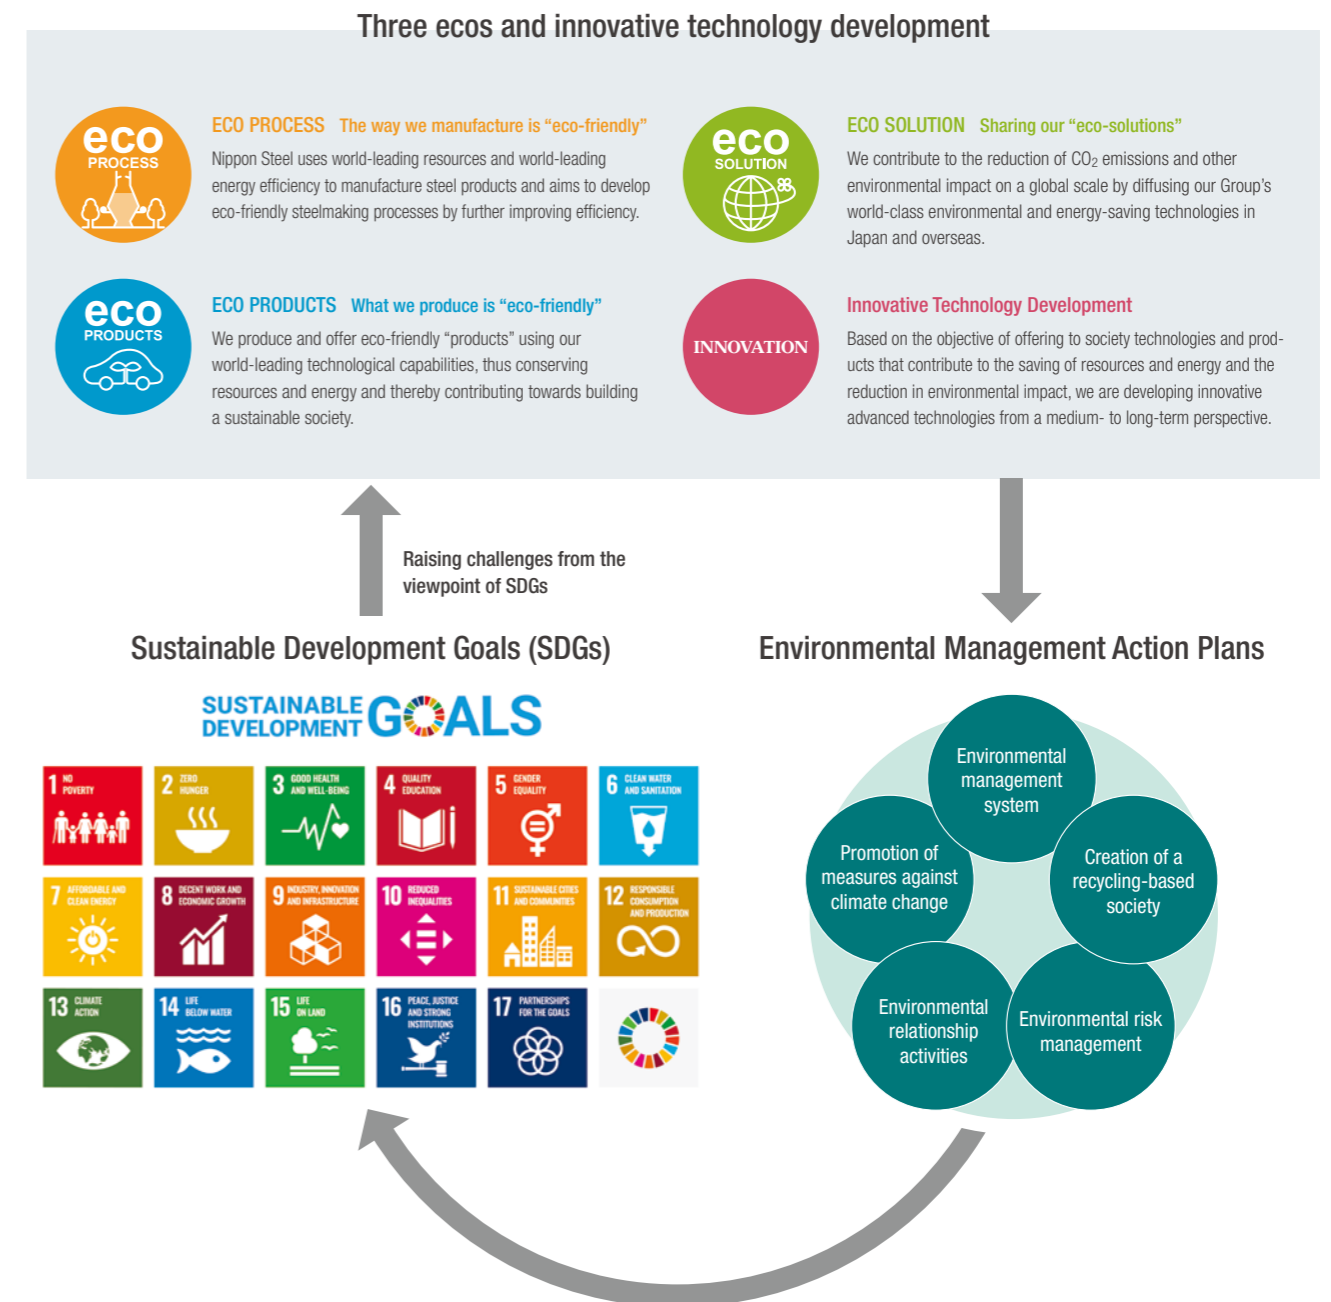 Three ecos and innovative technology development
eco
PROCESS
ECO PROCESS The way we manufacture is “eco-friendly”
Nippon Steel uses world-leading resources and world-leading
energy efficiency to manufacture steel products and aims to develop
eco-friendly steelmaking processes by further improving efficiency.
eco
SOLUTION
ECO SOLUTION Sharing our “eco-solutions”
We contribute to the reduction of CO₂ emissions and other
environmental impact on a global scale by diffusing our Group’s
world-class environmental and energy-saving technologies in
Japan and overseas.
eco
PRODUCTS
ECO PRODUCTS What we produce is “eco-friendly”
We produce and offer eco-friendly “products” using our
world-leading technological capabilities, thus conserving
resources and energy and thereby contributing towards building
a sustainable society.
INNOVATION
Innovative Technology Development
Based on the objective of offering to society technologies and prod-
ucts that contribute to the saving of resources and energy and the
reduction in environmental impact, we are developing innovative
advanced technologies from a medium- to long-term perspective.
Raising challenges from the
viewpoint of SDGs
Sustainable Development Goals (SDGs)
SUSTAINABLE
DEVELOPMENT GOALS
1 NO
POVERTY
2 ZERO
HUNGER
3 GOOD HEALTH
AND WELL-BEING
4 QUALITY
EDUCATION
5 GENDER
EQUALITY
6 CLEAN WATER
AND SANITATION
7 AFFORDABLE AND
CLEAN ENERGY
8 DECENT WORK AND
ECONOMIC GROWTH
9 INDUSTRY, INNOVATION
AND INFRASTRUCTURE
10 REDUCED
INEQUALITIES
11 SUSTAINABLE CITIES
AND COMMUNITIES
12 RESPONSIBLE
CONSUMPTION
AND PRODUCTION
13 CLIMATE
ACTION
14 LIFE
BELOW WATER
15 LIFE
ON LAND
16 PEACE, JUSTICE
AND STRONG
INSTITUTIONS
17 PARTNERSHIPS
FOR THE GOALS
Environmental Management Action Plans
Environmental
management
system
Promotion of
measures against
climate change
Creation of a
recycling-based
society
Environmental
relationship
activities
Environmental risk
management